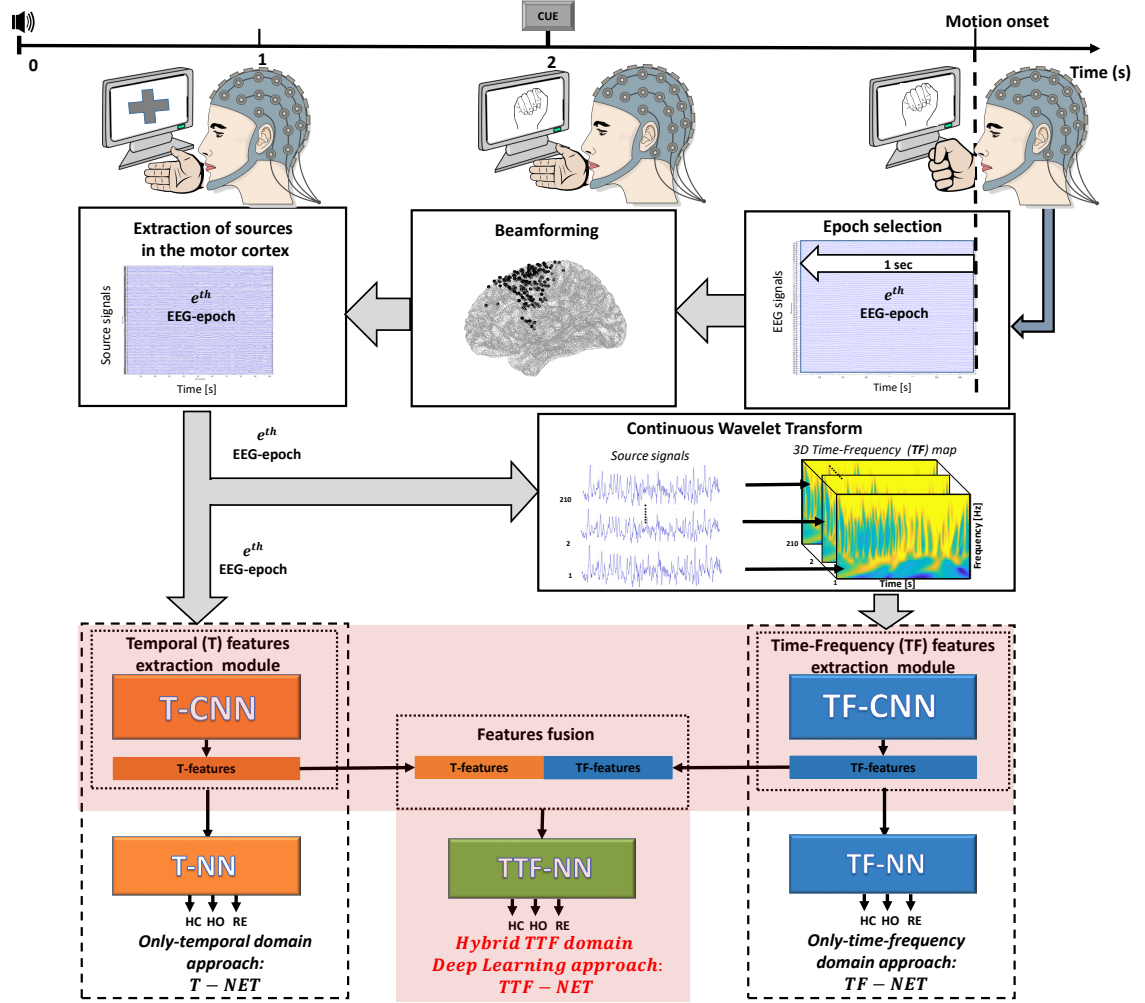 CUE
Motion onset
0
1
2
Time (s)
Extraction of sources
in the motor cortex
e^th
EEG-epoch
Source signals
Time [s]
Beamforming
Epoch selection
1 sec
e^th
EEG-epoch
EEG signals
Time [s]
e^th
EEG-epoch
e^th
EEG-epoch
Continuous Wavelet Transform
Source signals
3D Time-Frequency (TF) map
210
2
1
210
2
1
Time [s]
Frequency [Hz]
Temporal (T) features
extraction module
T-CNN
T-features
Features fusion
T-features
TF-features
Time-Frequency (TF) features
extraction module
TF-CNN
TF-features
T-NN
HC HO RE
Only-temporal domain
approach:
T - NET
TTF-NN
HC HO RE
Hybrid TTF domain
Deep Learning approach:
TTF - NET
TF-NN
HC HO RE
Only-time-frequency
domain approach:
TF - NET